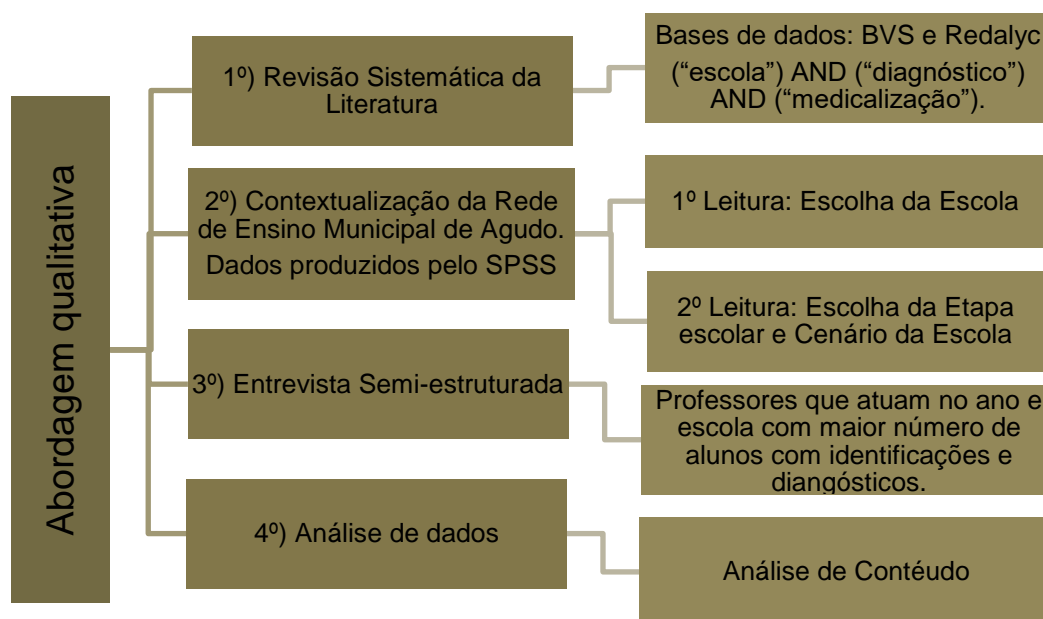 Abordagem qualitativa
1º) Revisão Sistemática da
Literatura
Bases de dados: BVS e Redalyc
(“escola”) AND (“diagnóstico”)
AND (“medicalização”).
2º) Contextualização da Rede
de Ensino Municipal de Agudo.
Dados produzidos pelo SPSS
1º Leitura: Escolha da Escola
2º Leitura: Escolha da Etapa
escolar e Cenário da Escola
3º) Entrevista Semi-estruturada
Professores que atuam no ano e
escola com maior número de
alunos com identificações e
diangósticos.
4º) Análise de dados
Análise de Contéudo